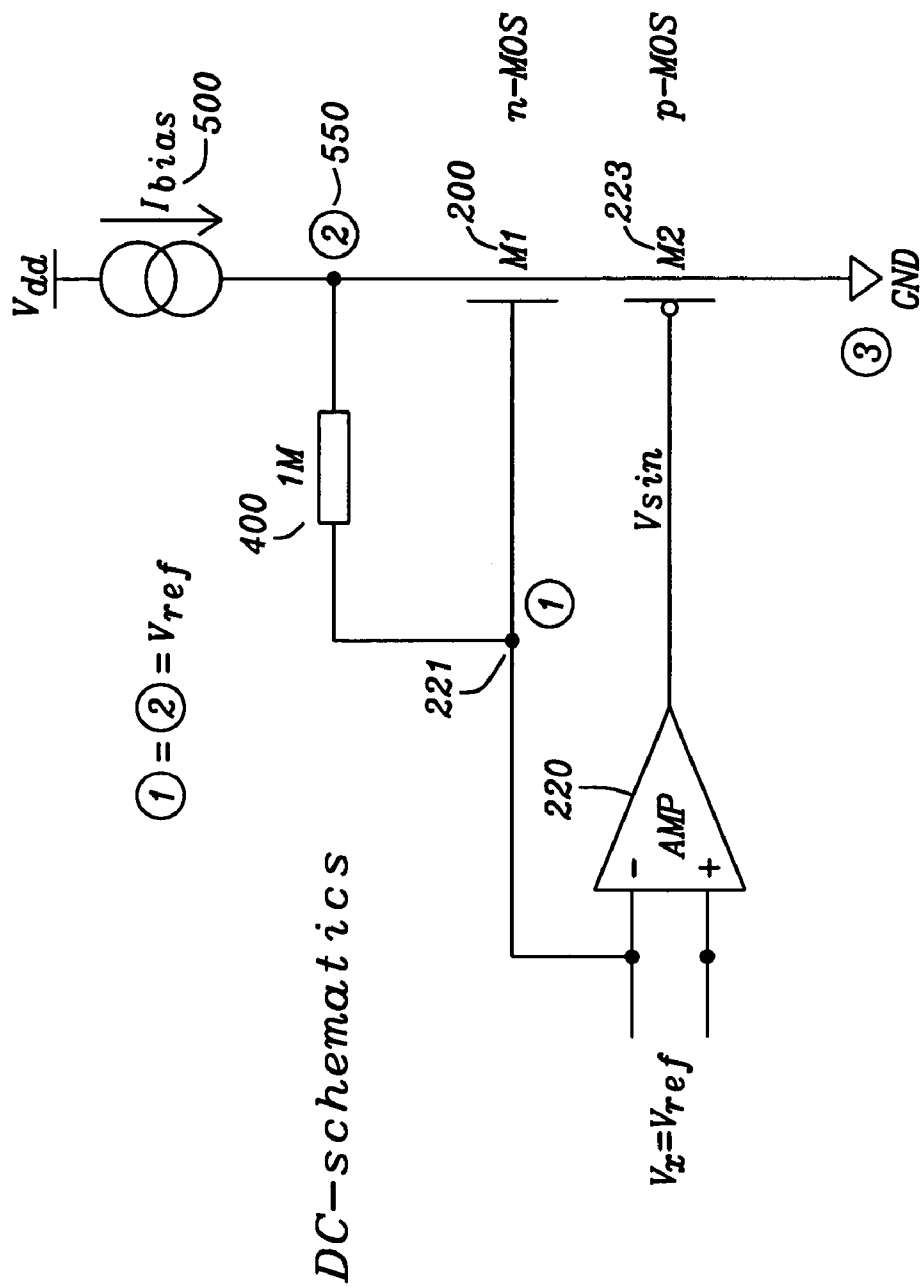 DC-schematics
① = ② = Vref
Vdd
Ibias
500
② 550
400
1M
221
①
M1
200
n-MOS
M2
223
p-MOS
Vsin
220
AMP
-
+
Vx=Vref
③
GND